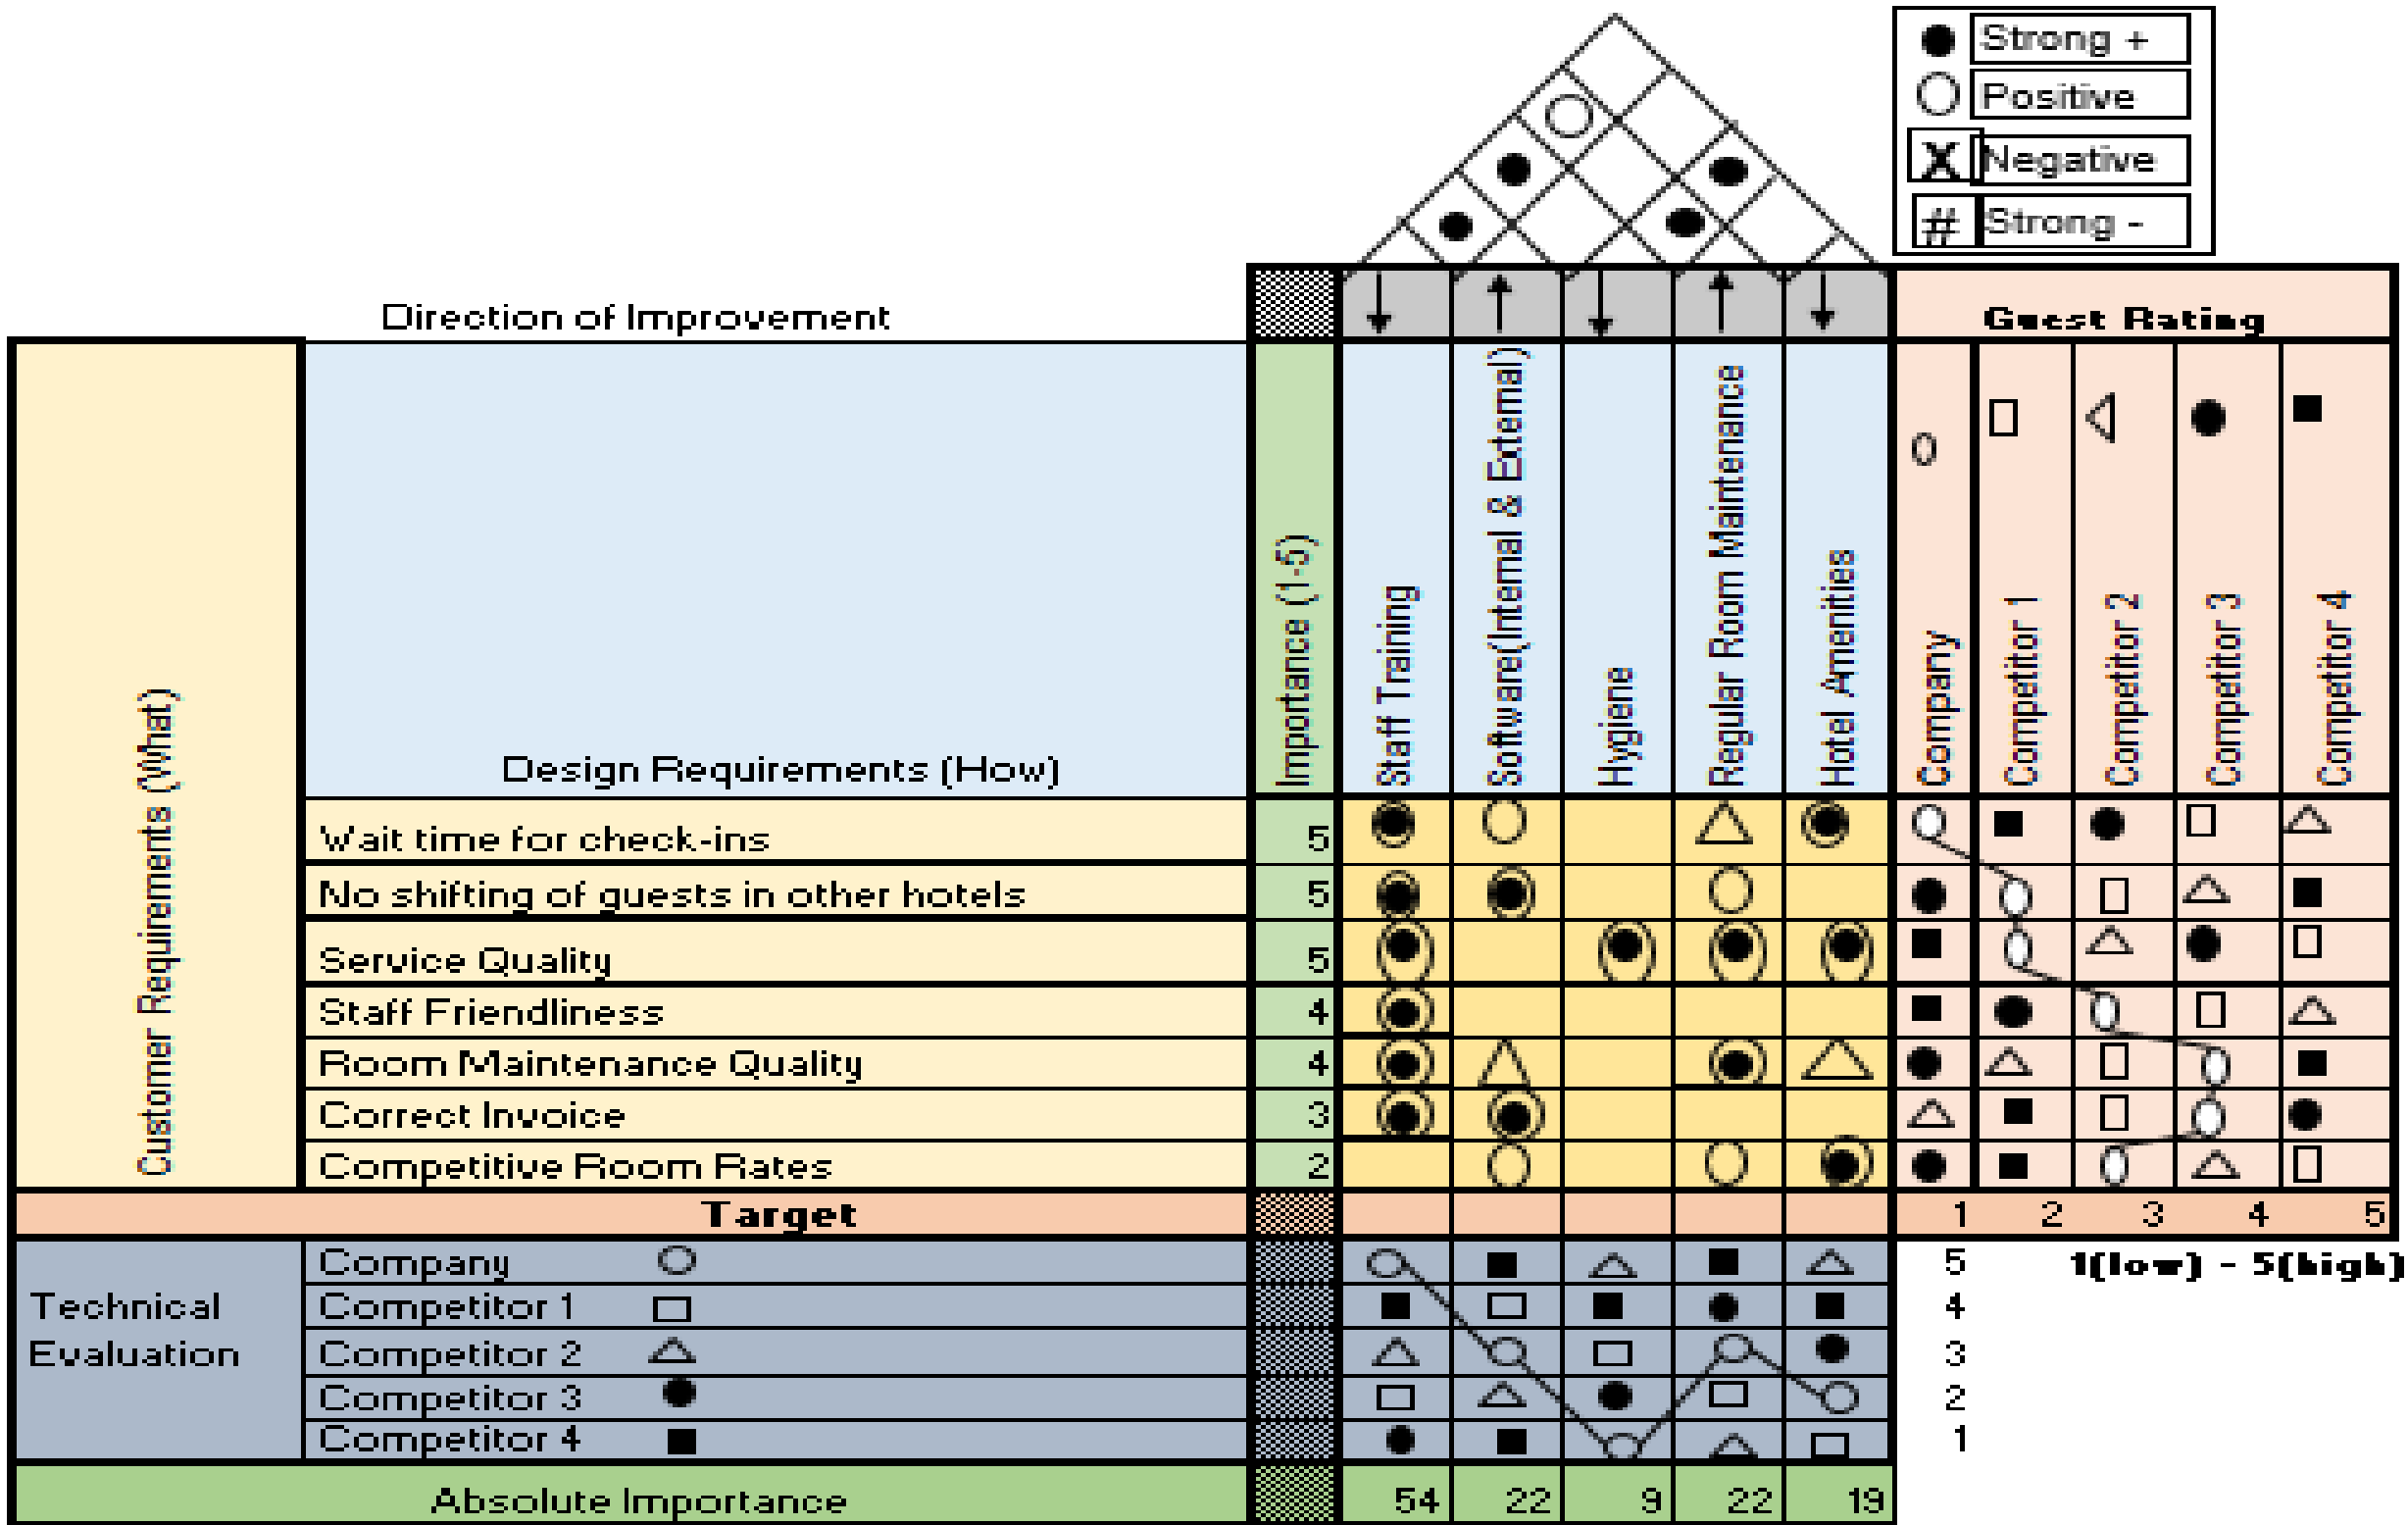 Strong +
Positive
X Negative
# Strong -
Direction of Improvement
Guest Rating
Customer Requirements (What)
Design Requirements (How)
Importance (1-5)
Staff Training
Software(Internal & External)
Hygiene
Regular Room Maintenance
Hotel Amenities
Company
Competitor 1
Competitor 2
Competitor 3
Competitor 4
Wait time for check-ins 5
No shifting of guests in other hotels 5
Service Quality 5
Staff Friendliness 4
Room Maintenance Quality 4
Correct Invoice 3
Competitive Room Rates 2
Target 1 2 3 4 5
Technical Evaluation
Company 5 1(low) - 5(high)
Competitor 1 4
Competitor 2 3
Competitor 3 2
Competitor 4 1
Absolute Importance 54 22 9 22 19